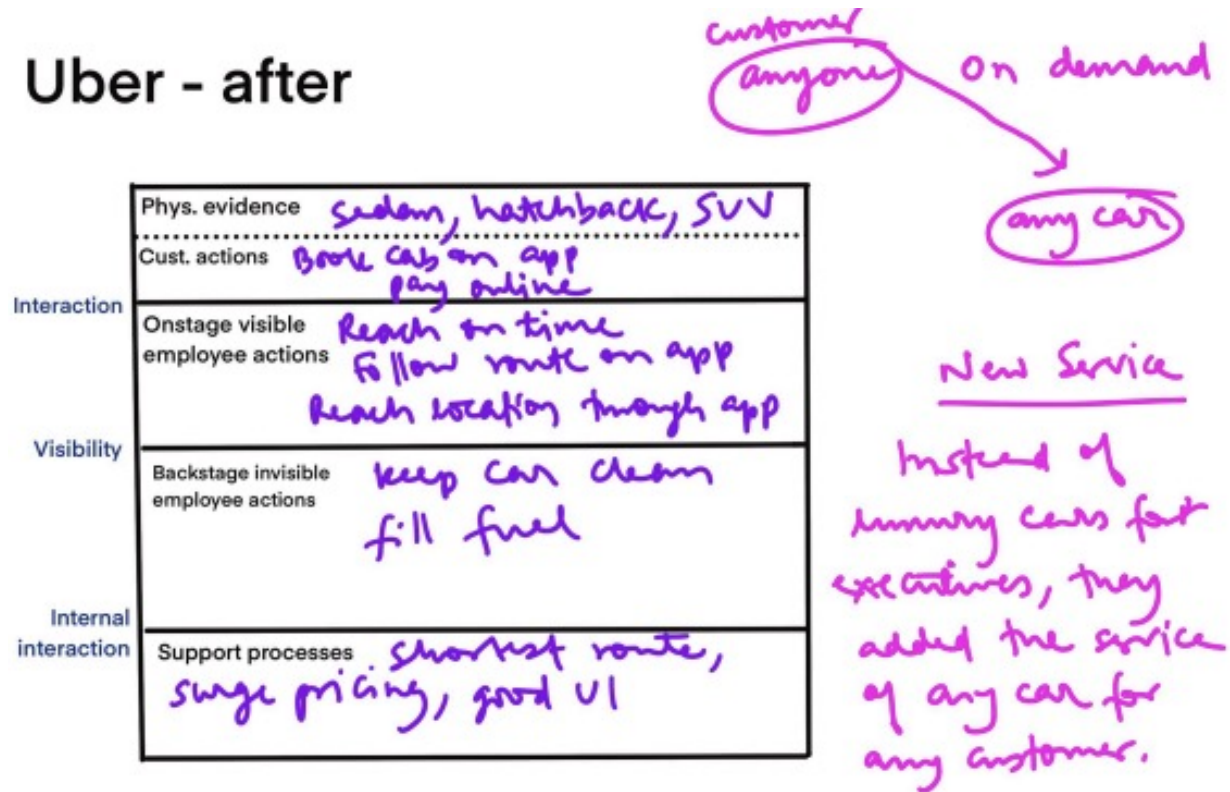 Uber - after
customer
anyone on demand
any car
Phys. evidence sedan, hatchback, SUV
Cust. actions Book cab on app
pay online
Interaction
Onstage visible
employee actions
Reach on time
Follow route on app
Reach location through app
Visibility
Backstage invisible
employee actions
keep car clean
fill fuel
Internal
interaction
Support processes shortest route,
surge pricing, good UI
New Service
Instead of
luxury cars for
executives, they
added the service
of any car for
any customer.